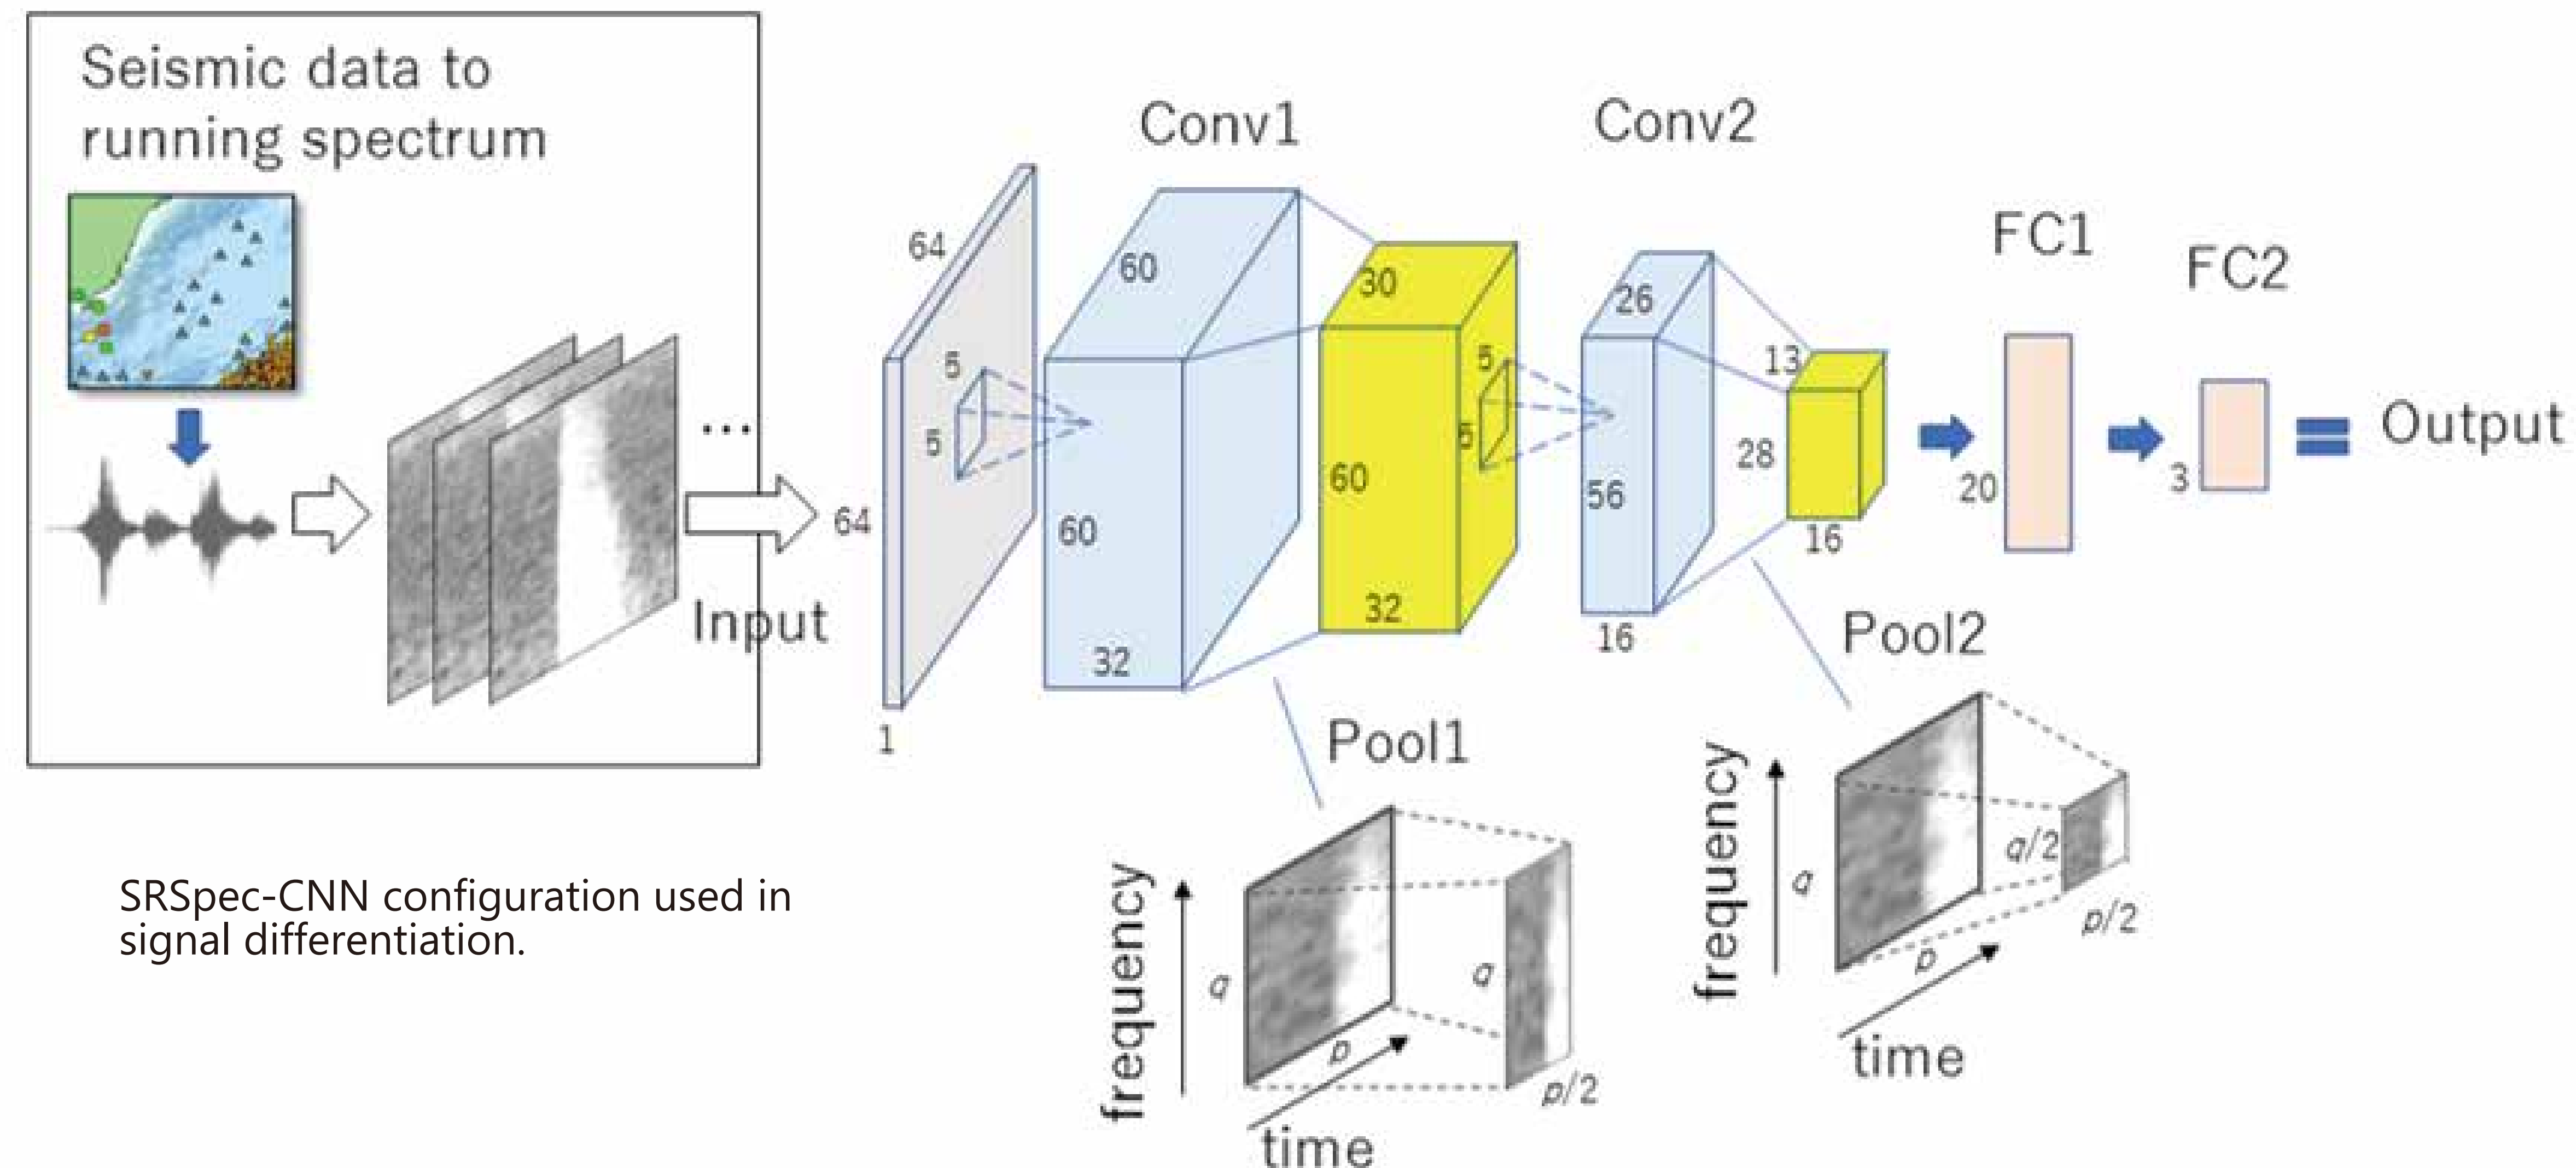 Seismic data to
running spectrum
...
Input
64
64
1
5
5
Conv1
60
60
32
30
60
32
5
5
Conv2
26
56
16
13
28
16
FC1
20
FC2
3
Output
Pool1
frequency
q
p
time
q
p/2
Pool2
frequency
q
p
time
q/2
p/2
SRSpec-CNN configuration used in
signal differentiation.